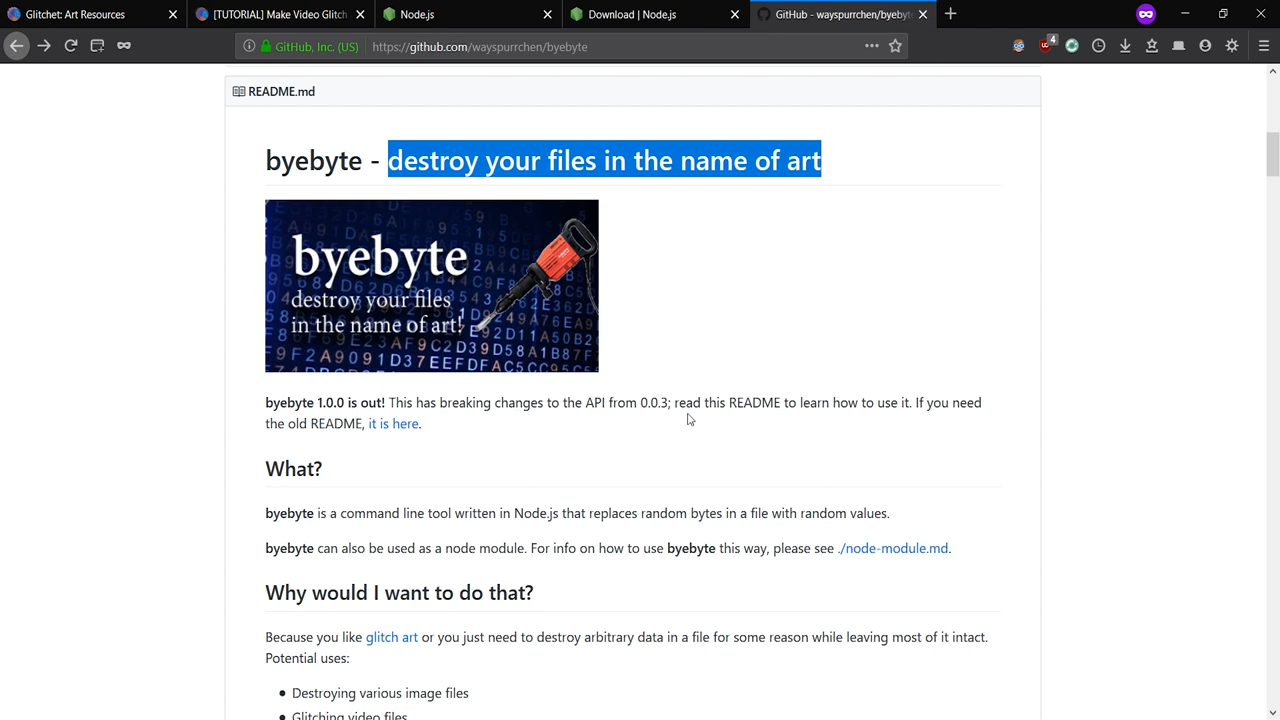 Glitchet: Art Resources
[TUTORIAL] Make Video Glitch
Node.js
Download | Node.js
GitHub - wayspurrchen/byebyt
GitHub, Inc. (US)
https://github.com/wayspurrchen/byebyte
4
README.md
byebyte - destroy your files in the name of art
byebyte
destroy your files
in the name of art!
byebyte 1.0.0 is out! This has breaking changes to the API from 0.0.3; read this README to learn how to use it. If you need
the old README, it is here.
What?
byebyte is a command line tool written in Node.js that replaces random bytes in a file with random values.
byebyte can also be used as a node module. For info on how to use byebyte this way, please see ./node-module.md.
Why would I want to do that?
Because you like glitch art or you just need to destroy arbitrary data in a file for some reason while leaving most of it intact.
Potential uses:
• Destroying various image files
• Glitching video files